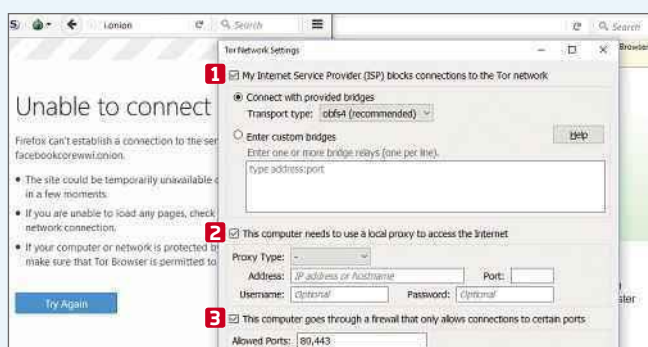 S)
.onion
Search
Search
Tor Network Settings
Browser
1 My Internet Service Provider (ISP) blocks connections to the Tor network
Connect with provided bridges
Transport type: obfs4 (recommended)
Enter custom bridges
Help
Enter one or more bridge relays (one per line).
type address:port
Unable to connect
Firefox can't establish a connection to the ser
facebookcorewwi.onion.
• The site could be temporarily unavailable
in a few moments.
• If you are unable to load any pages, check
network connection.
• If your computer or network is protected by
make sure that Tor Browser is permitted to
Try Again
2 This computer needs to use a local proxy to access the Internet
Proxy Type: -
Address: IP address or hostname Port:
Username: Optional Password: Optional
3 This computer goes through a firewall that only allows connections to certain ports
Allowed Ports: 80,443